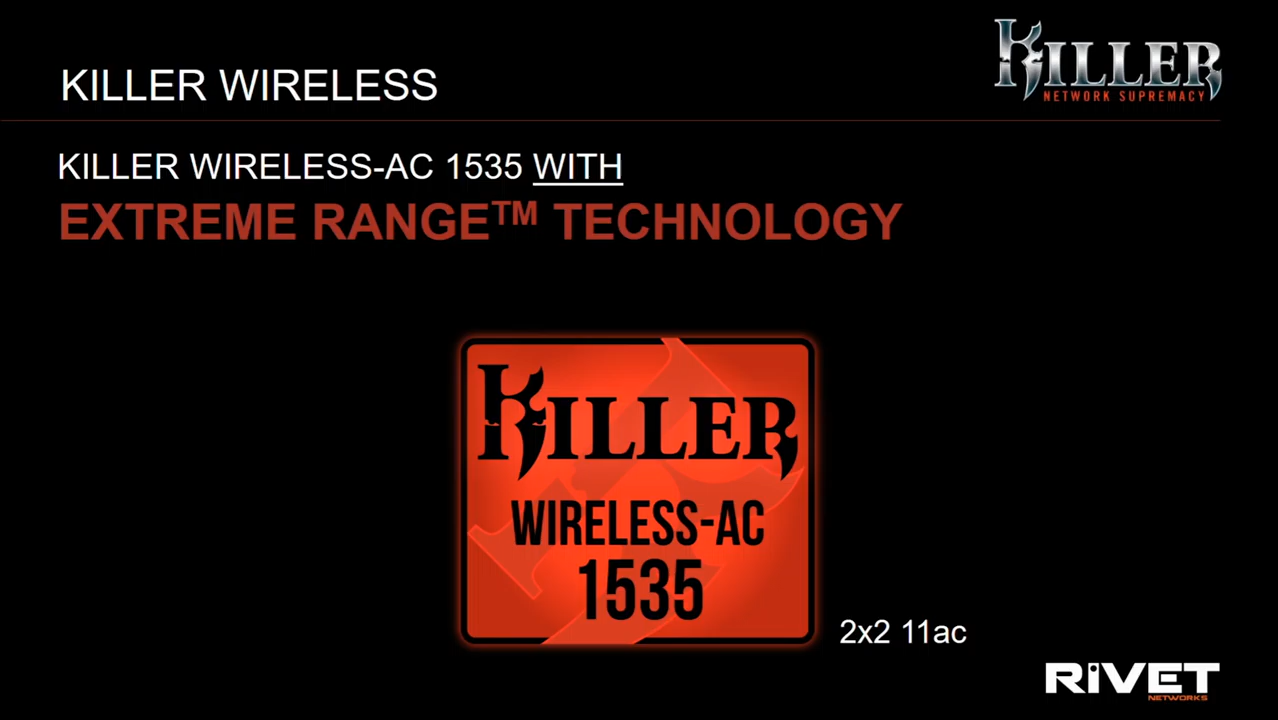 KILLER
NETWORK SUPREMACY
KILLER WIRELESS
KILLER WIRELESS-AC 1535 WITH
EXTREME RANGE™ TECHNOLOGY
KILLER
WIRELESS-AC
1535
2x2 11ac
RIVET
NETWORKS